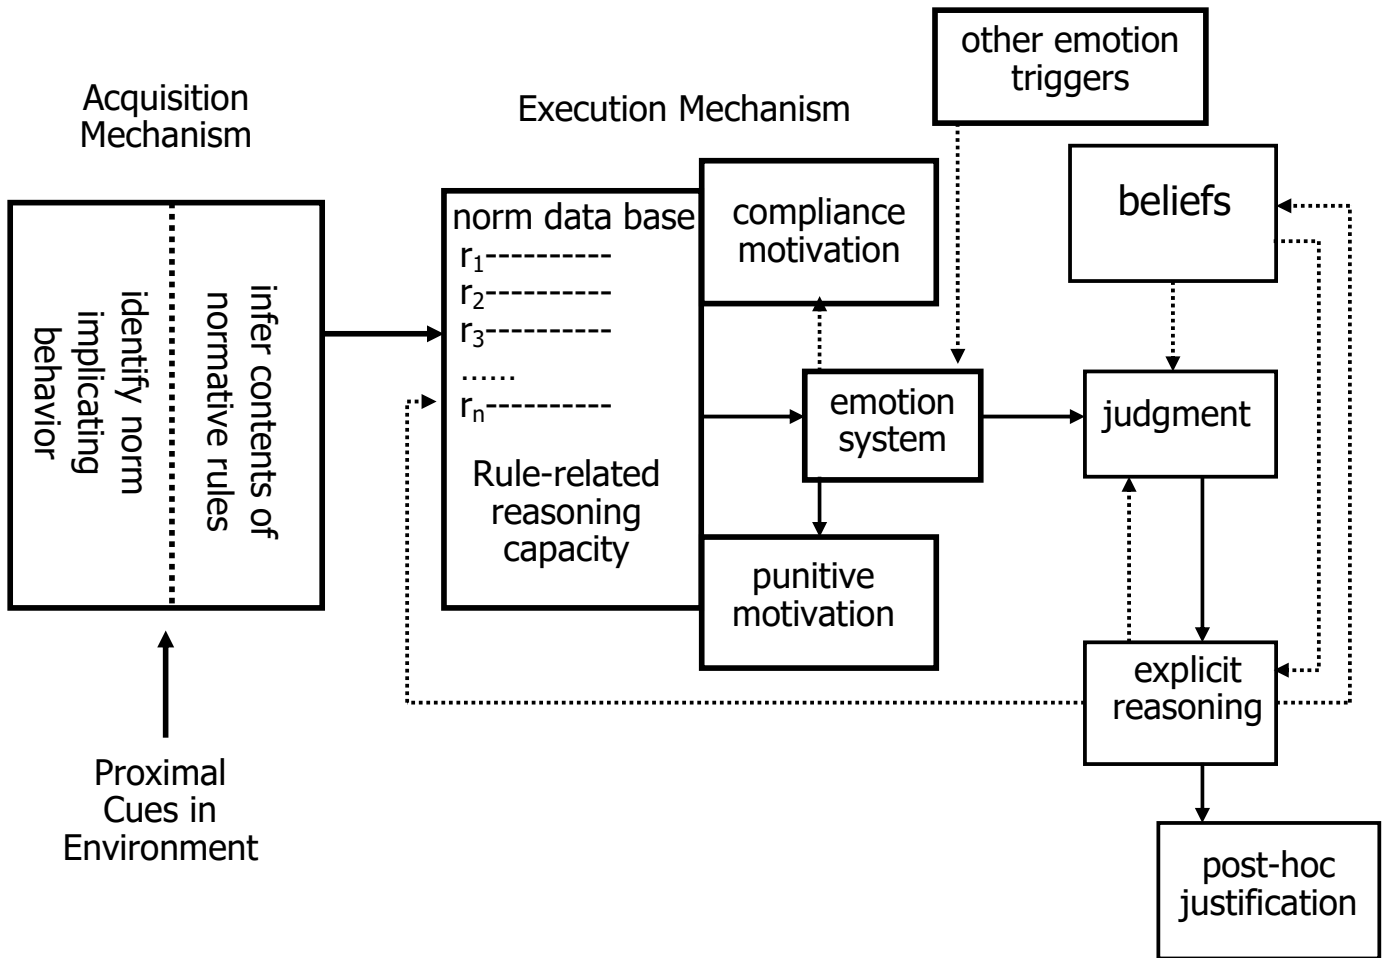 Acquisition
Mechanism
identify norm
implicating
behavior
infer contents of
normative rules
Proximal
Cues in
Environment
Execution Mechanism
norm data base
r₁----------
r₂----------
r₃----------
......
rₙ----------
Rule-related
reasoning
capacity
compliance
motivation
punitive
motivation
other emotion
triggers
emotion
system
beliefs
judgment
explicit
reasoning
post-hoc
justification